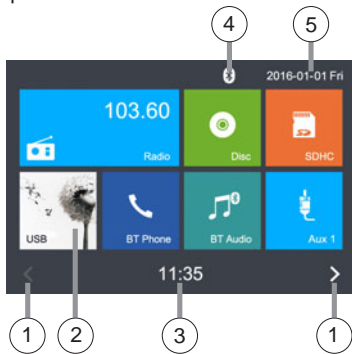 4 5
2016-01-01 Fri
103.60
Radio Disc SDHC
USB BT Phone BT Audio Aux 1
11:35
1 2 3 1